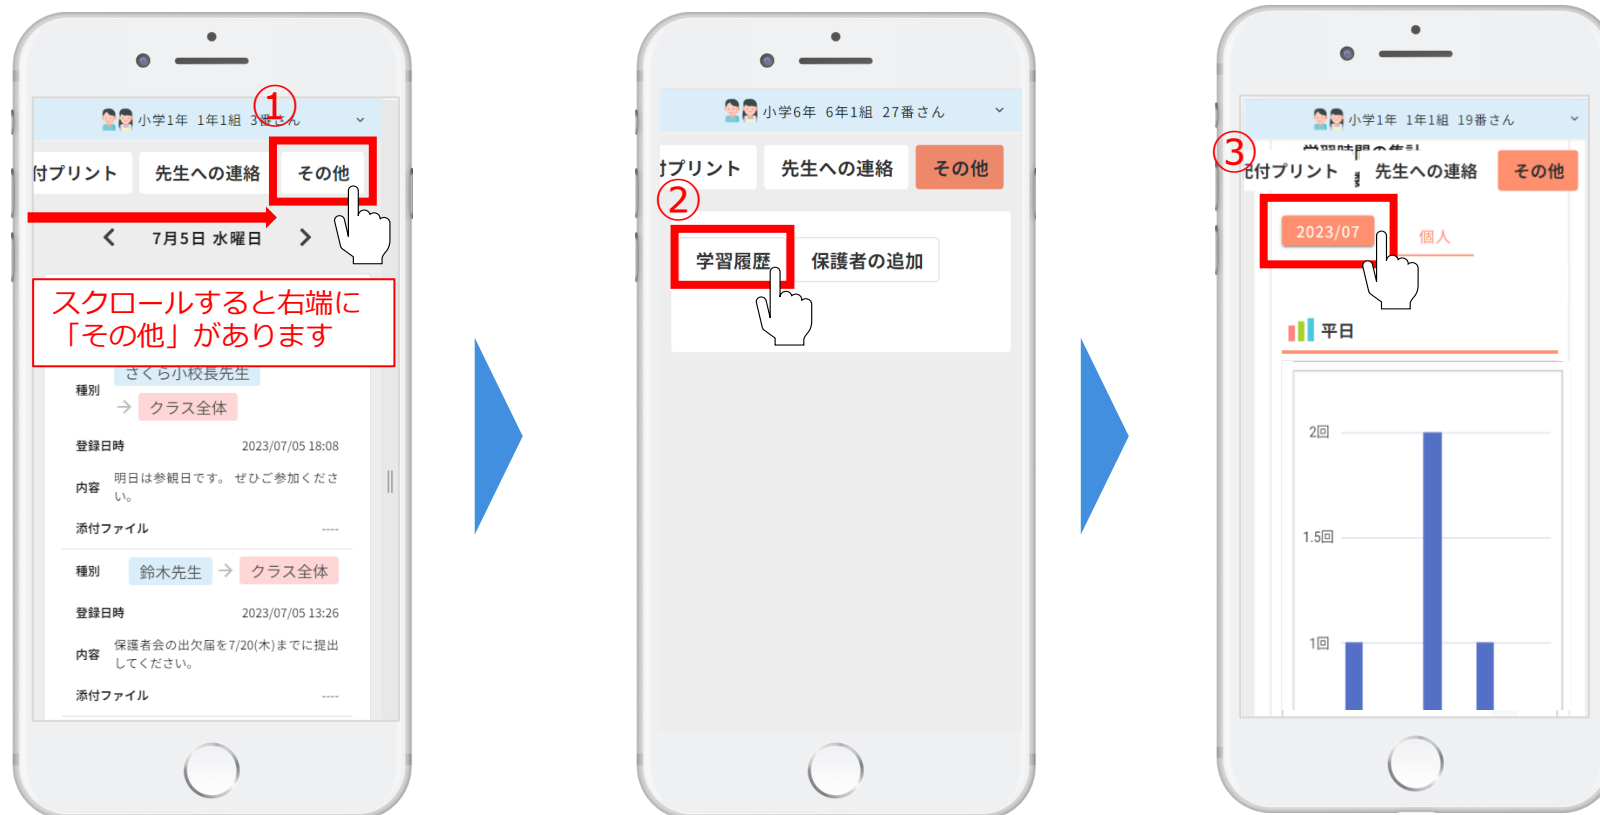 ①
小学1年 1年1組 3番さん
付プリント 先生への連絡 その他
7月5日 水曜日
スクロールすると右端に
「その他」があります
さくら小校長先生
種別
→ クラス全体
登録日時 2023/07/05 18:08
明日は参観日です。 ぜひご参加くださ
内容
い。
添付ファイル ----
種別 鈴木先生 → クラス全体
登録日時 2023/07/05 13:26
保護者会の出欠届を7/20(木)までに提出
内容
してください。
添付ファイル ----
小学6年 6年1組 27番さん
付プリント 先生への連絡 その他
②
学習履歴 保護者の追加
小学1年 1年1組 19番さん
③
学習時間の集計
配付プリント 先生への連絡 その他
2023/07 個人
平日
2回
1.5回
1回